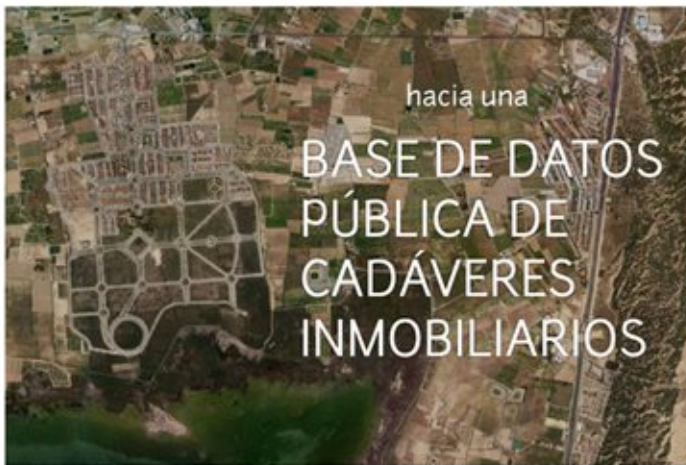 hacia una
BASE DE DATOS
PÚBLICA DE
CADÁVERES
INMOBILIARIOS